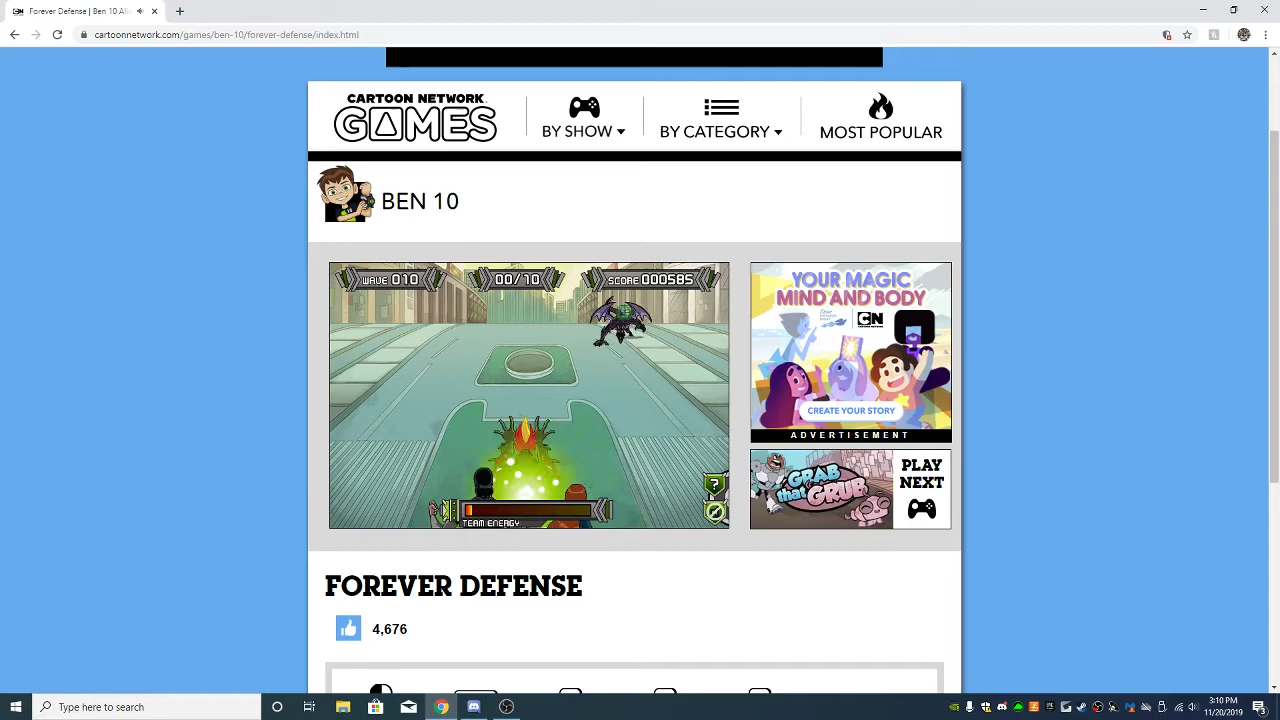 Forever Defense | Ben 10 Ali
cartoonnetwork.com/games/ben-10/forever-defense/index.html
CARTOON NETWORK
GAMES
BY SHOW
BY CATEGORY
MOST POPULAR
BEN 10
WAVE 010
00/10
SCORE 000585
TEAM ENERGY
?
YOUR MAGIC
MIND AND BODY
CN
CREATE YOUR STORY
ADVERTISEMENT
GRAB
that
GRUB
PLAY
NEXT
FOREVER DEFENSE
4,676
Type here to search
3:10 PM
11/20/2019